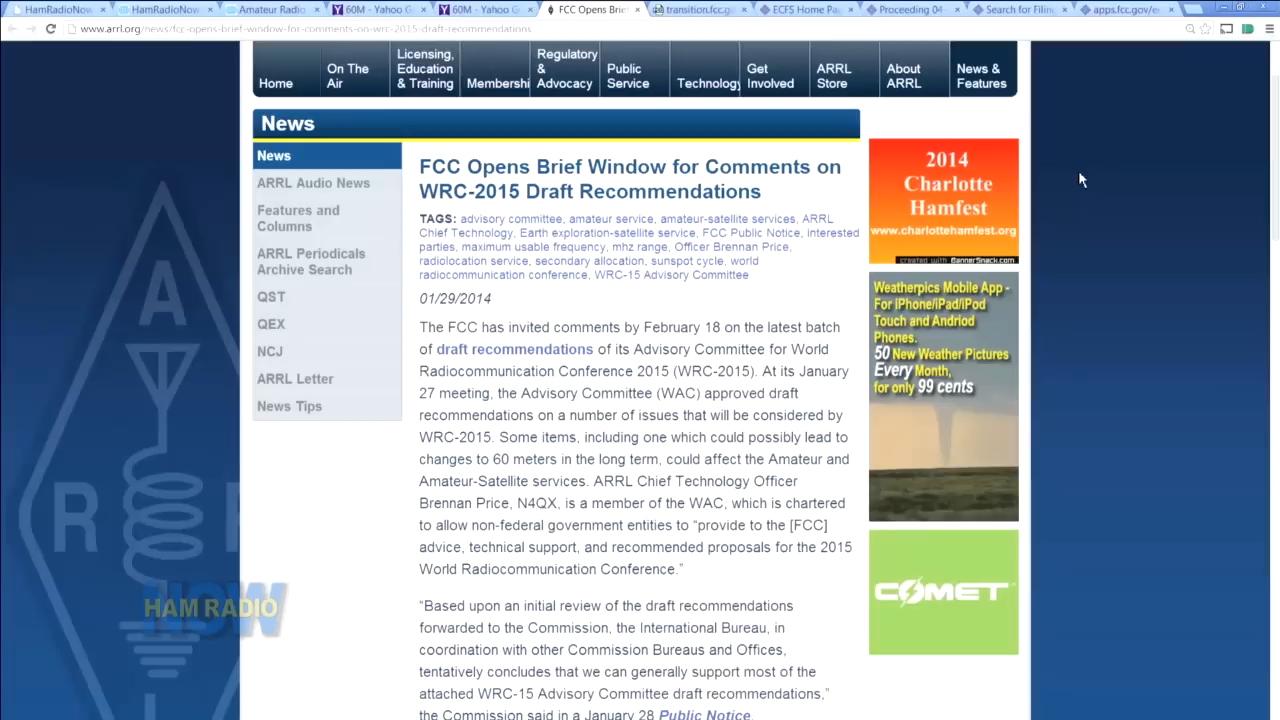 HamRadioNow
HamRadioNow
Amateur Radio
60M - Yahoo G
60M - Yahoo G
FCC Opens Brief
transition.fcc.g
ECFS Home Pa
Proceeding 04
Search for Filin
apps.fcc.gov/e
www.arrl.org/news/fcc-opens-brief-window-for-comments-on-wrc-2015-draft-recommendations
Home
On The Air
Licensing, Education & Training
Membershi
Regulatory & Advocacy
Public Service
Technology
Get Involved
ARRL Store
About ARRL
News & Features
News
News
ARRL Audio News
Features and
Columns
ARRL Periodicals
Archive Search
QST
QEX
NCJ
ARRL Letter
News Tips
FCC Opens Brief Window for Comments on
WRC-2015 Draft Recommendations
TAGS: advisory committee, amateur service, amateur-satellite services, ARRL
Chief Technology, Earth exploration-satellite service, FCC Public Notice, interested
parties, maximum usable frequency, mhz range, Officer Brennan Price,
radiolocation service, secondary allocation, sunspot cycle, world
radiocommunication conference, WRC-15 Advisory Committee
01/29/2014
The FCC has invited comments by February 18 on the latest batch
of draft recommendations of its Advisory Committee for World
Radiocommunication Conference 2015 (WRC-2015). At its January
27 meeting, the Advisory Committee (WAC) approved draft
recommendations on a number of issues that will be considered by
WRC-2015. Some items, including one which could possibly lead to
changes to 60 meters in the long term, could affect the Amateur and
Amateur-Satellite services. ARRL Chief Technology Officer
Brennan Price, N4QX, is a member of the WAC, which is chartered
to allow non-federal government entities to “provide to the [FCC]
advice, technical support, and recommended proposals for the 2015
World Radiocommunication Conference.”
“Based upon an initial review of the draft recommendations
forwarded to the Commission, the International Bureau, in
coordination with other Commission Bureaus and Offices,
tentatively concludes that we can generally support most of the
attached WRC-15 Advisory Committee draft recommendations,”
the Commission said in a January 28 Public Notice.
2014
Charlotte
Hamfest
www.charlottehamfest.org
created with BannerSnack.com
Weatherpics Mobile App -
For iPhone/iPad/iPod
Touch and Andriod
Phones.
50 New Weather Pictures
Every Month,
for only 99 cents
COMET
A
R
R
HAM RADIO
NOW